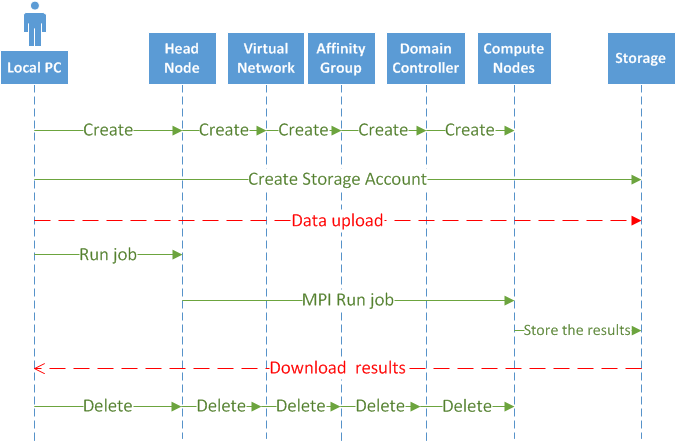 Local PC
Head
Node
Virtual
Network
Affinity
Group
Domain
Controller
Compute
Nodes
Storage
Create Create Create Create Create
Create Storage Account
Data upload
Run job
MPI Run job
Store the results
Download results
Delete Delete Delete Delete Delete